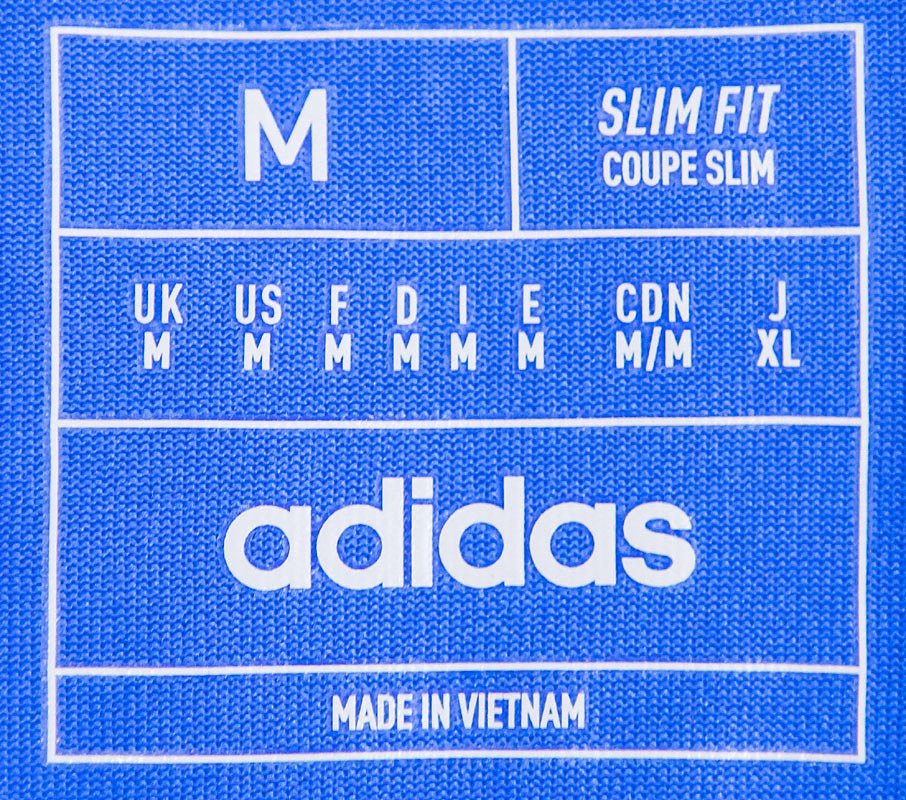 M
SLIM FIT
COUPE SLIM
UK US F D I E CDN J
M M M M M M M/M XL
adidas
MADE IN VIETNAM